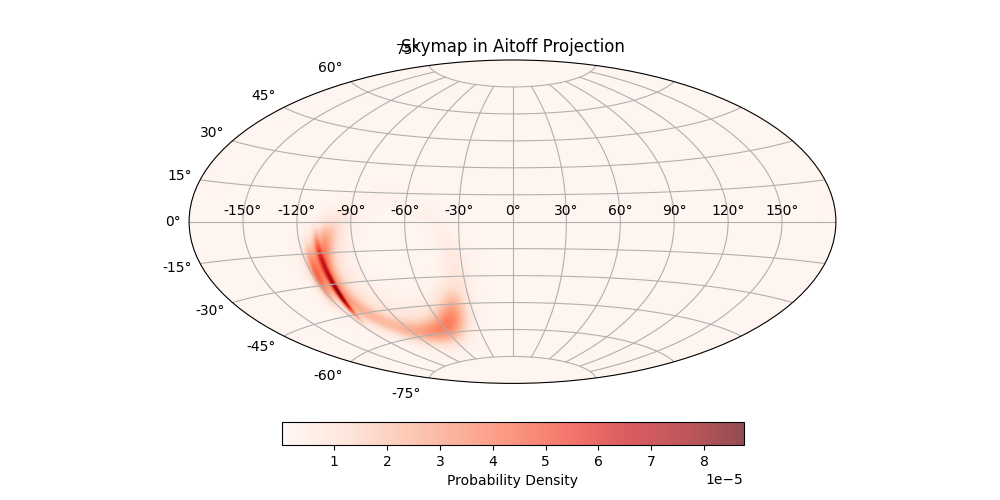 75°
Skymap in Aitoff Projection
60°
45°
30°
15°
-150° -120° -90° -60° -30° 0° 30° 60° 90° 120° 150°
0°
-15°
-30°
-45°
-60°
-75°
1 2 3 4 5 6 7 8
1e−5
Probability Density